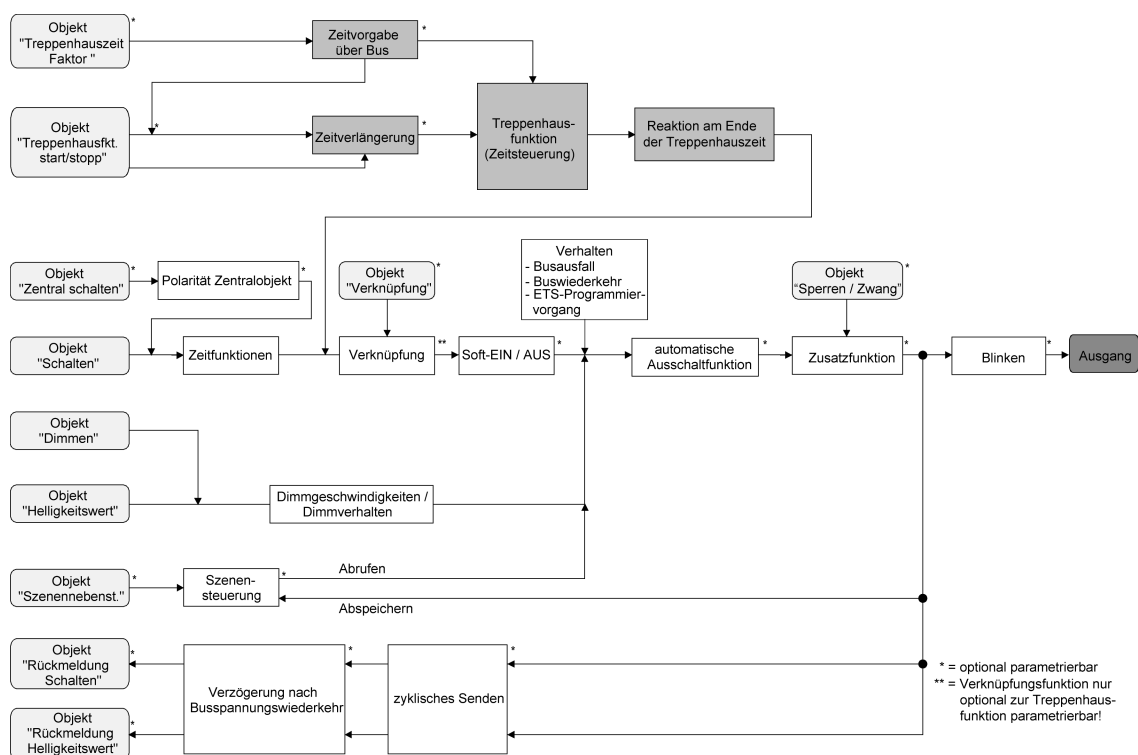 Objekt
"Treppenhauszeit
Faktor "
*
Zeitvorgabe
über Bus
*
Objekt
"Treppenhausfkt.
start/stopp"
*
Zeitverlängerung
*
Treppenhaus-
funktion
(Zeitsteuerung)
Reaktion am Ende
der Treppenhauszeit
Objekt
"Zentral schalten"
*
Polarität Zentralobjekt
*
Objekt
"Verknüpfung"
*
Verhalten
- Busausfall
- Buswiederkehr
- ETS-Programmier-
vorgang
Objekt
"Sperren / Zwang"
*
Objekt
"Schalten"
Zeitfunktionen
Verknüpfung
**
Soft-EIN / AUS
*
automatische
Ausschaltfunktion
*
Zusatzfunktion
*
Blinken
*
Ausgang
Objekt
"Dimmen"
Objekt
"Helligkeitswert"
Dimmgeschwindigkeiten /
Dimmverhalten
Objekt
"Szenennebenst."
*
Szenen-
steuerung
*
Abrufen
Abspeichern
Objekt
"Rückmeldung
Schalten"
*
Verzögerung nach
Busspannungswiederkehr
*
zyklisches Senden
*
Objekt
"Rückmeldung
Helligkeitswert"
*
* = optional parametrierbar
** = Verknüpfungsfunktion nur
optional zur Treppenhaus-
funktion parametrierbar!